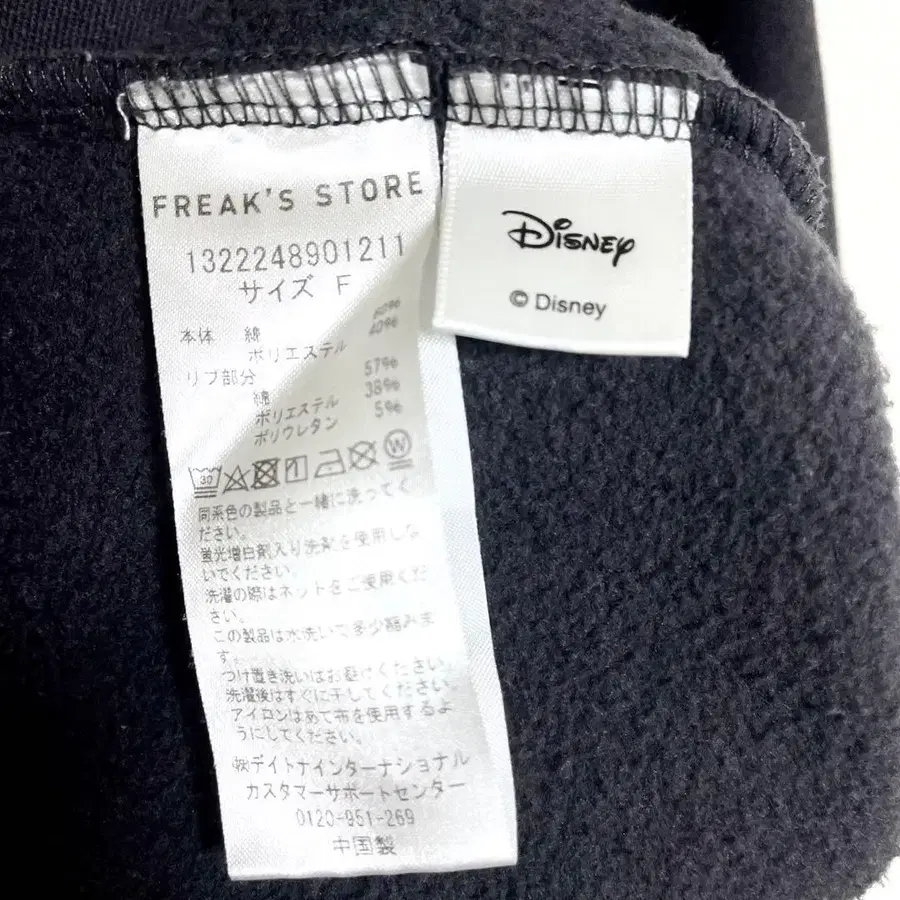 FREAK'S STORE
1322248901211
サイズ F
本体 綿 60%
ポリエステル 40%
リブ部分
綿 57%
ポリエステル 38%
ポリウレタン 5%
30
W
同系色の製品と一緒に洗ってく
ださい。
蛍光増白剤入り洗剤を使用しな
いでください。
洗濯の際はネットをご使用くだ
さい。
この製品は水洗いで多少縮みま
す。
つけ置き洗いはお避けください。
洗濯後はすぐに干してください。
アイロンはあて布を使用するよ
うにしてください。
㈱デイトナインターナショナル
カスタマーサポートセンター
0120-951-269
中国製
Disney
© Disney